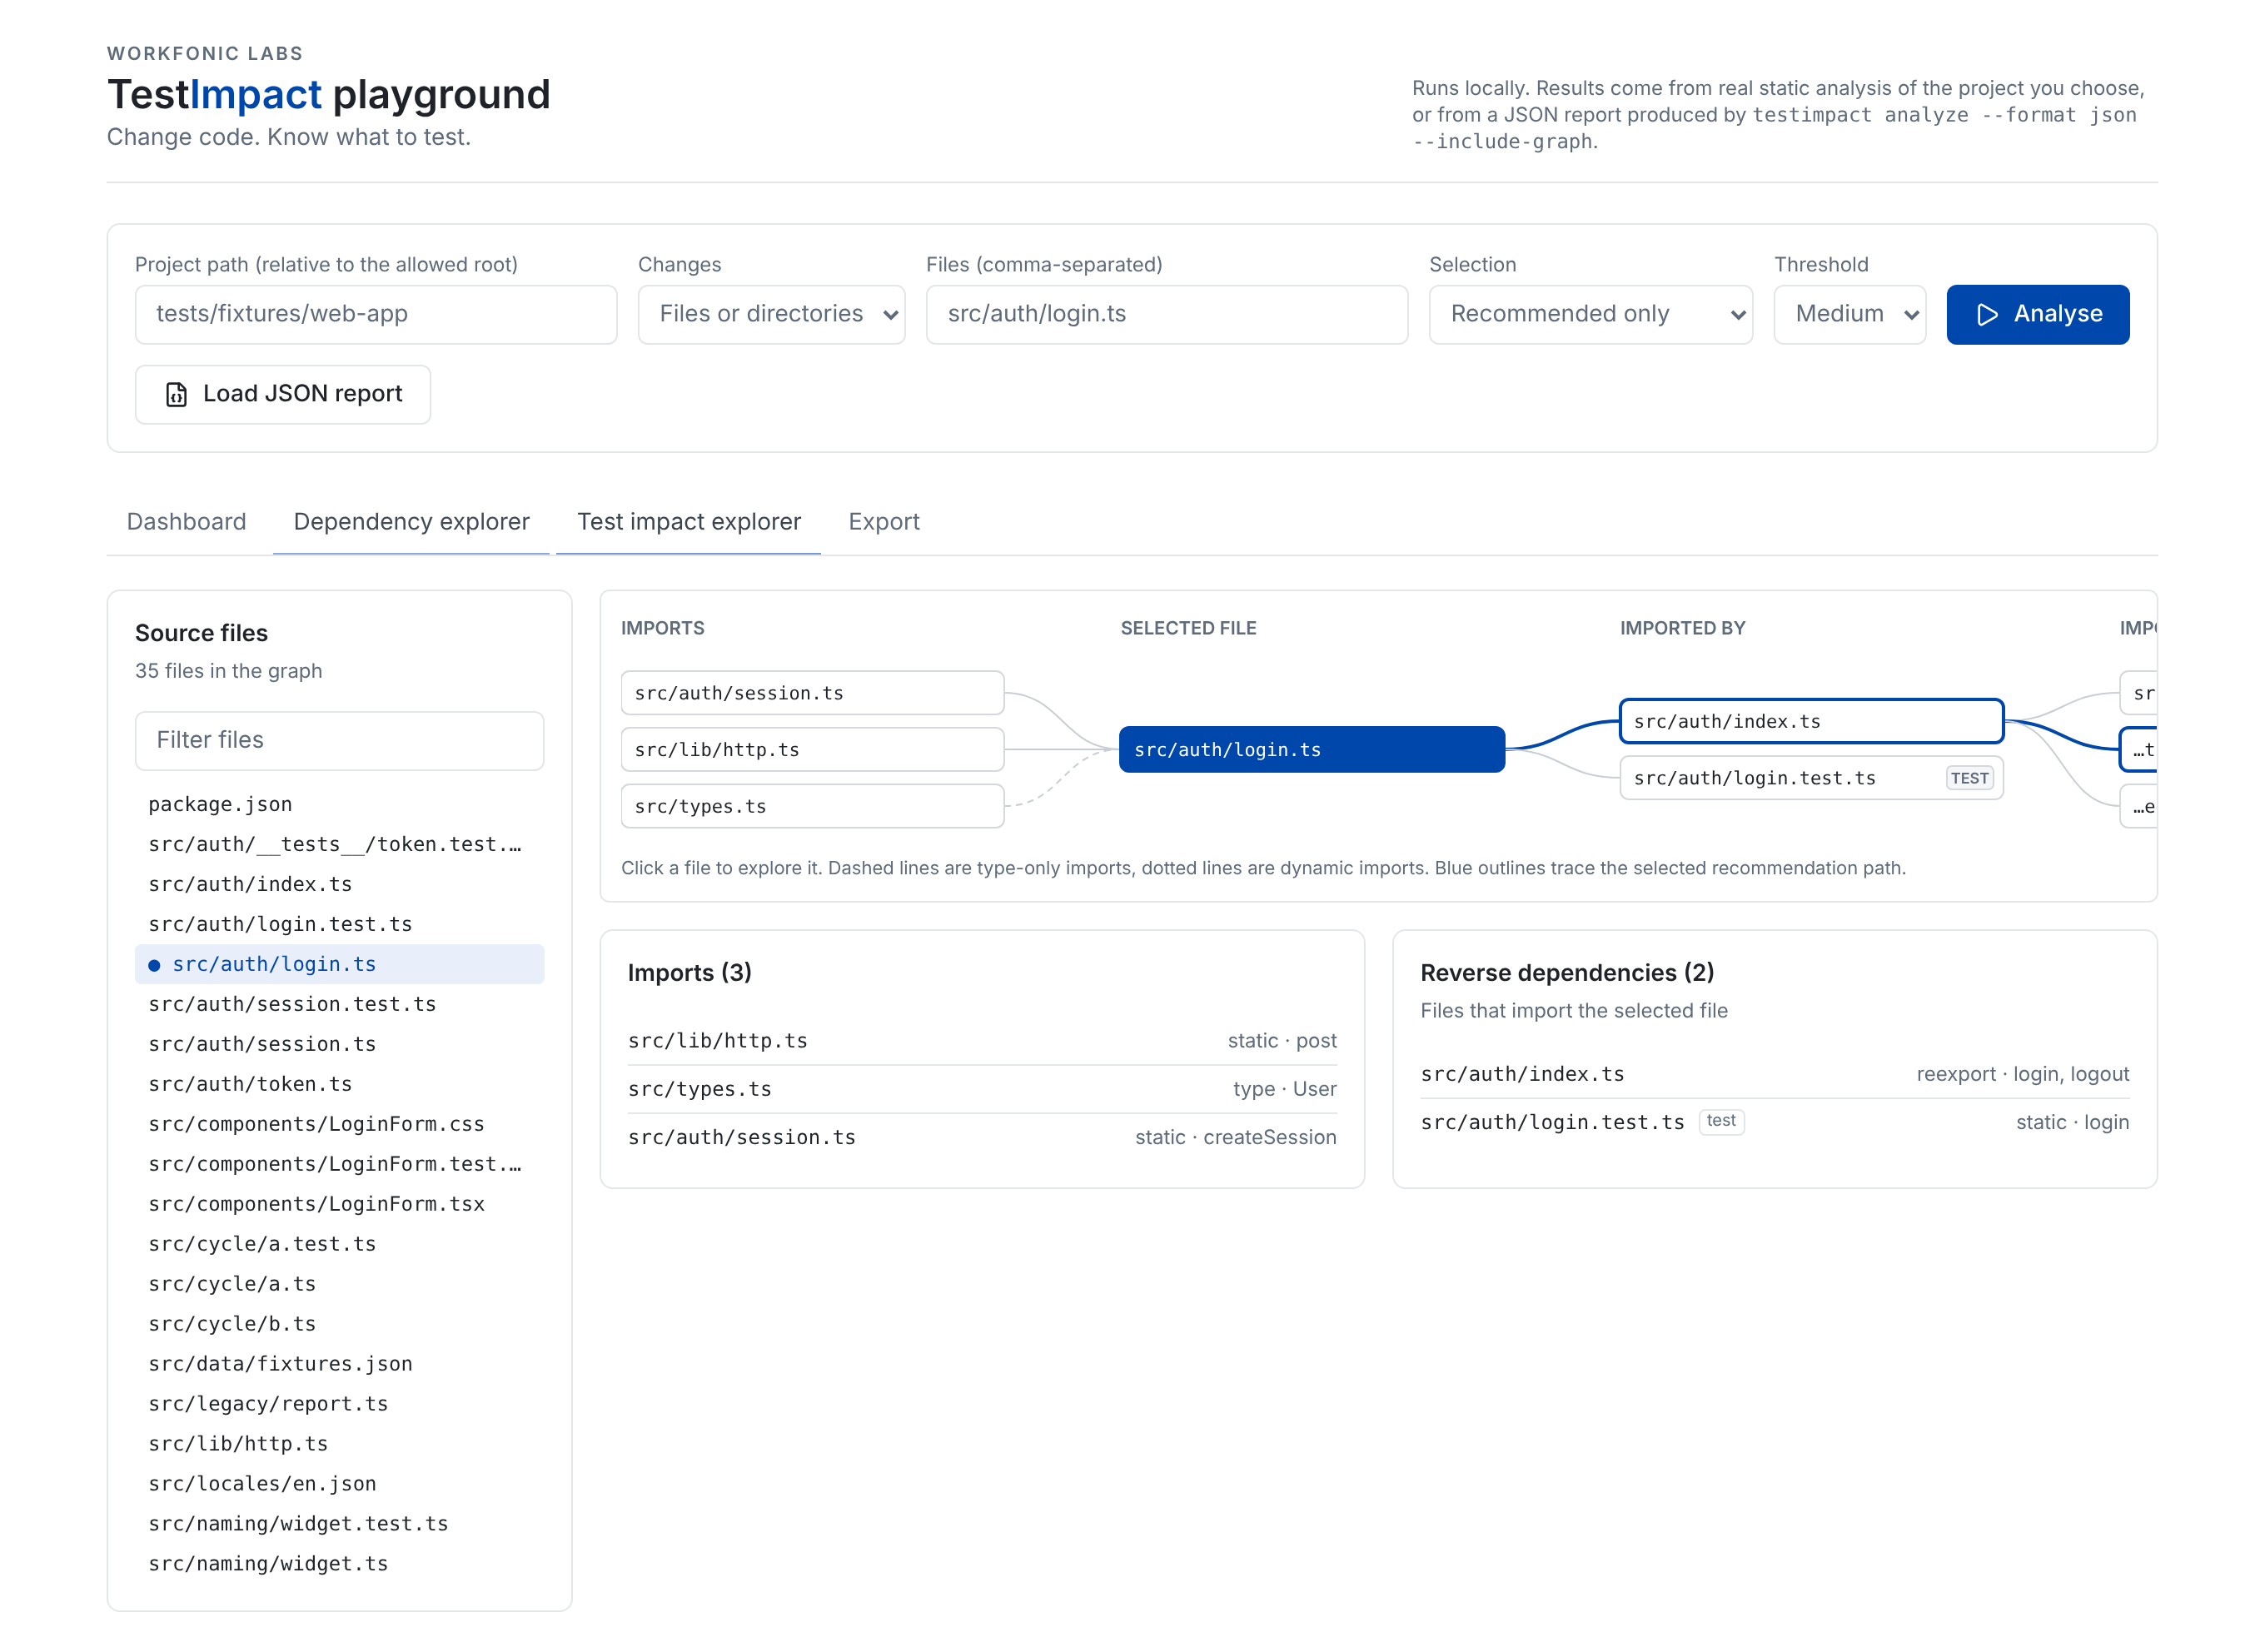 WORKFONIC LABS
TestImpact playground
Change code. Know what to test.
Runs locally. Results come from real static analysis of the project you choose,
or from a JSON report produced by testimpact analyze --format json
--include-graph.
Project path (relative to the allowed root)
tests/fixtures/web-app
Changes
Files or directories
Files (comma-separated)
src/auth/login.ts
Selection
Recommended only
Threshold
Medium
Analyse
Load JSON report
Dashboard
Dependency explorer
Test impact explorer
Export
Source files
35 files in the graph
Filter files
package.json
src/auth/__tests__/token.test.…
src/auth/index.ts
src/auth/login.test.ts
src/auth/login.ts
src/auth/session.test.ts
src/auth/session.ts
src/auth/token.ts
src/components/LoginForm.css
src/components/LoginForm.test.…
src/components/LoginForm.tsx
src/cycle/a.test.ts
src/cycle/a.ts
src/cycle/b.ts
src/data/fixtures.json
src/legacy/report.ts
src/lib/http.ts
src/locales/en.json
src/naming/widget.test.ts
src/naming/widget.ts
IMPORTS
src/auth/session.ts
src/lib/http.ts
src/types.ts
SELECTED FILE
src/auth/login.ts
IMPORTED BY
src/auth/index.ts
src/auth/login.test.ts TEST
Click a file to explore it. Dashed lines are type-only imports, dotted lines are dynamic imports. Blue outlines trace the selected recommendation path.
Imports (3)
src/lib/http.ts static · post
src/types.ts type · User
src/auth/session.ts static · createSession
Reverse dependencies (2)
Files that import the selected file
src/auth/index.ts reexport · login, logout
src/auth/login.test.ts test static · login